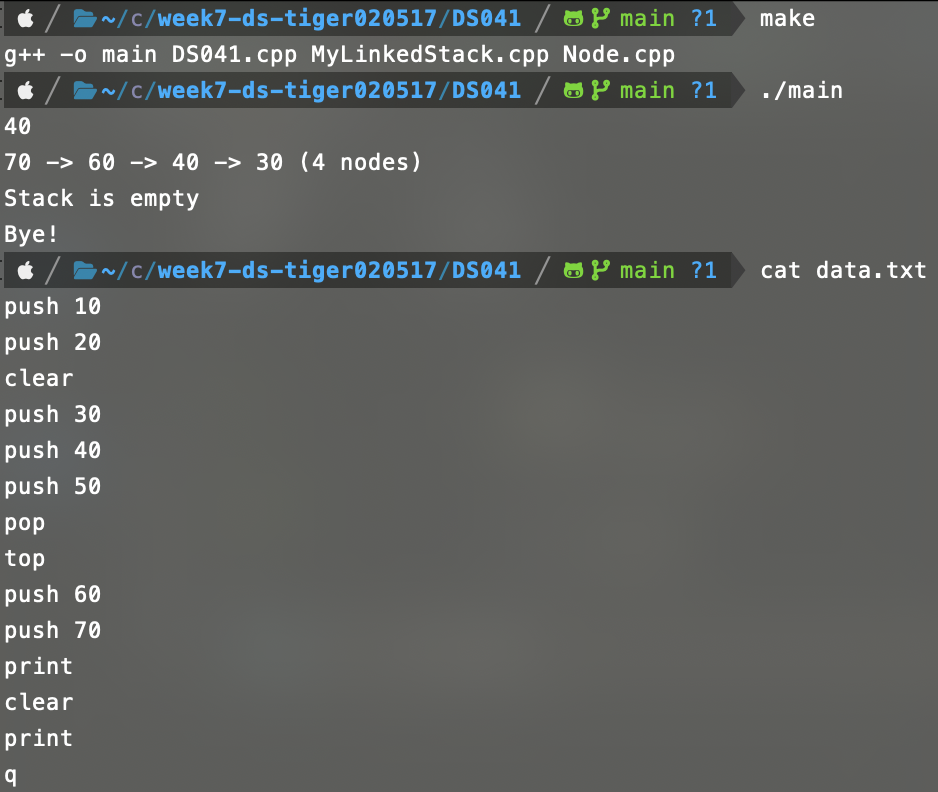 ~/c/week7-ds-tiger020517/DS041 main ?1 make
g++ -o main DS041.cpp MyLinkedStack.cpp Node.cpp
~/c/week7-ds-tiger020517/DS041 main ?1 ./main
40
70 -> 60 -> 40 -> 30 (4 nodes)
Stack is empty
Bye!
~/c/week7-ds-tiger020517/DS041 main ?1 cat data.txt
push 10
push 20
clear
push 30
push 40
push 50
pop
top
push 60
push 70
print
clear
print
q